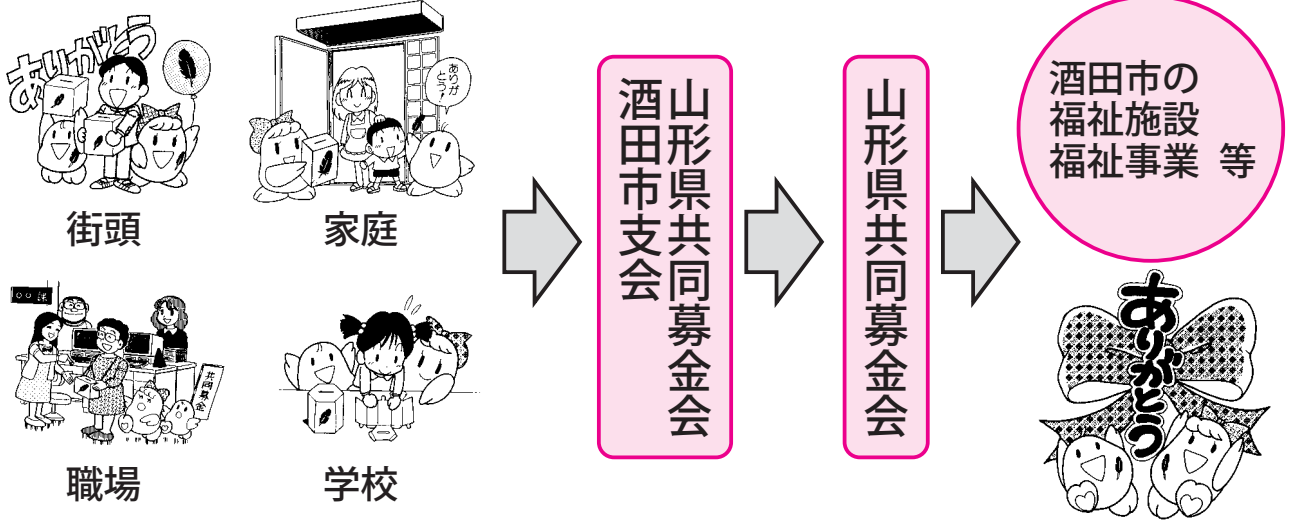 ありがとう
ありがとう!
街頭
家庭
○○課
共同募金
職場
学校
山形県共同募金会
酒田市支会
山形県共同募金会
酒田市の
福祉施設
福祉事業 等
ありがとう